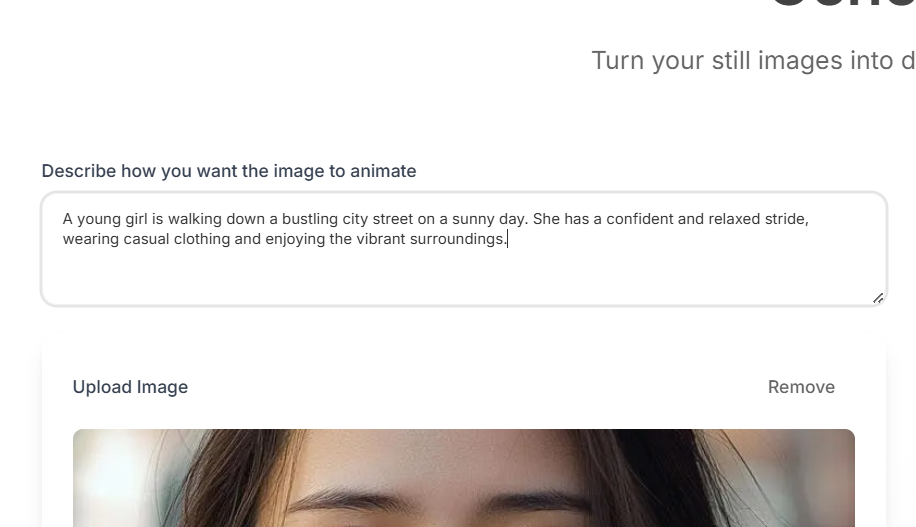 Turn your still images into d
Describe how you want the image to animate
A young girl is walking down a bustling city street on a sunny day. She has a confident and relaxed stride,
wearing casual clothing and enjoying the vibrant surroundings.
Upload Image
Remove